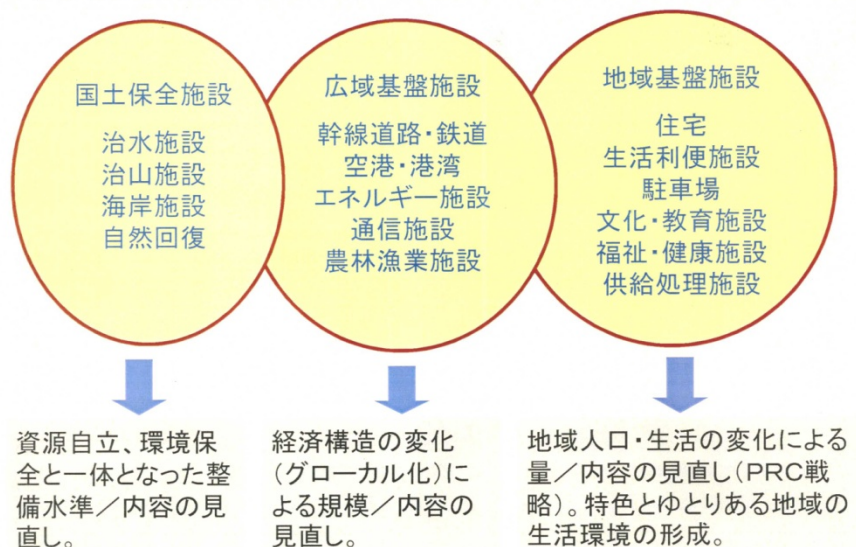 国土保全施設
治水施設
治山施設
海岸施設
自然回復
広域基盤施設
幹線道路・鉄道
空港・港湾
エネルギー施設
通信施設
農林漁業施設
地域基盤施設
住宅
生活利便施設
駐車場
文化・教育施設
福祉・健康施設
供給処理施設
資源自立、環境保
全と一体となった整
備水準／内容の見
直し。
経済構造の変化
（グローカル化）に
よる規模／内容の
見直し。
地域人口・生活の変化による
量／内容の見直し（PRC戦
略）。特色とゆとりある地域の
生活環境の形成。